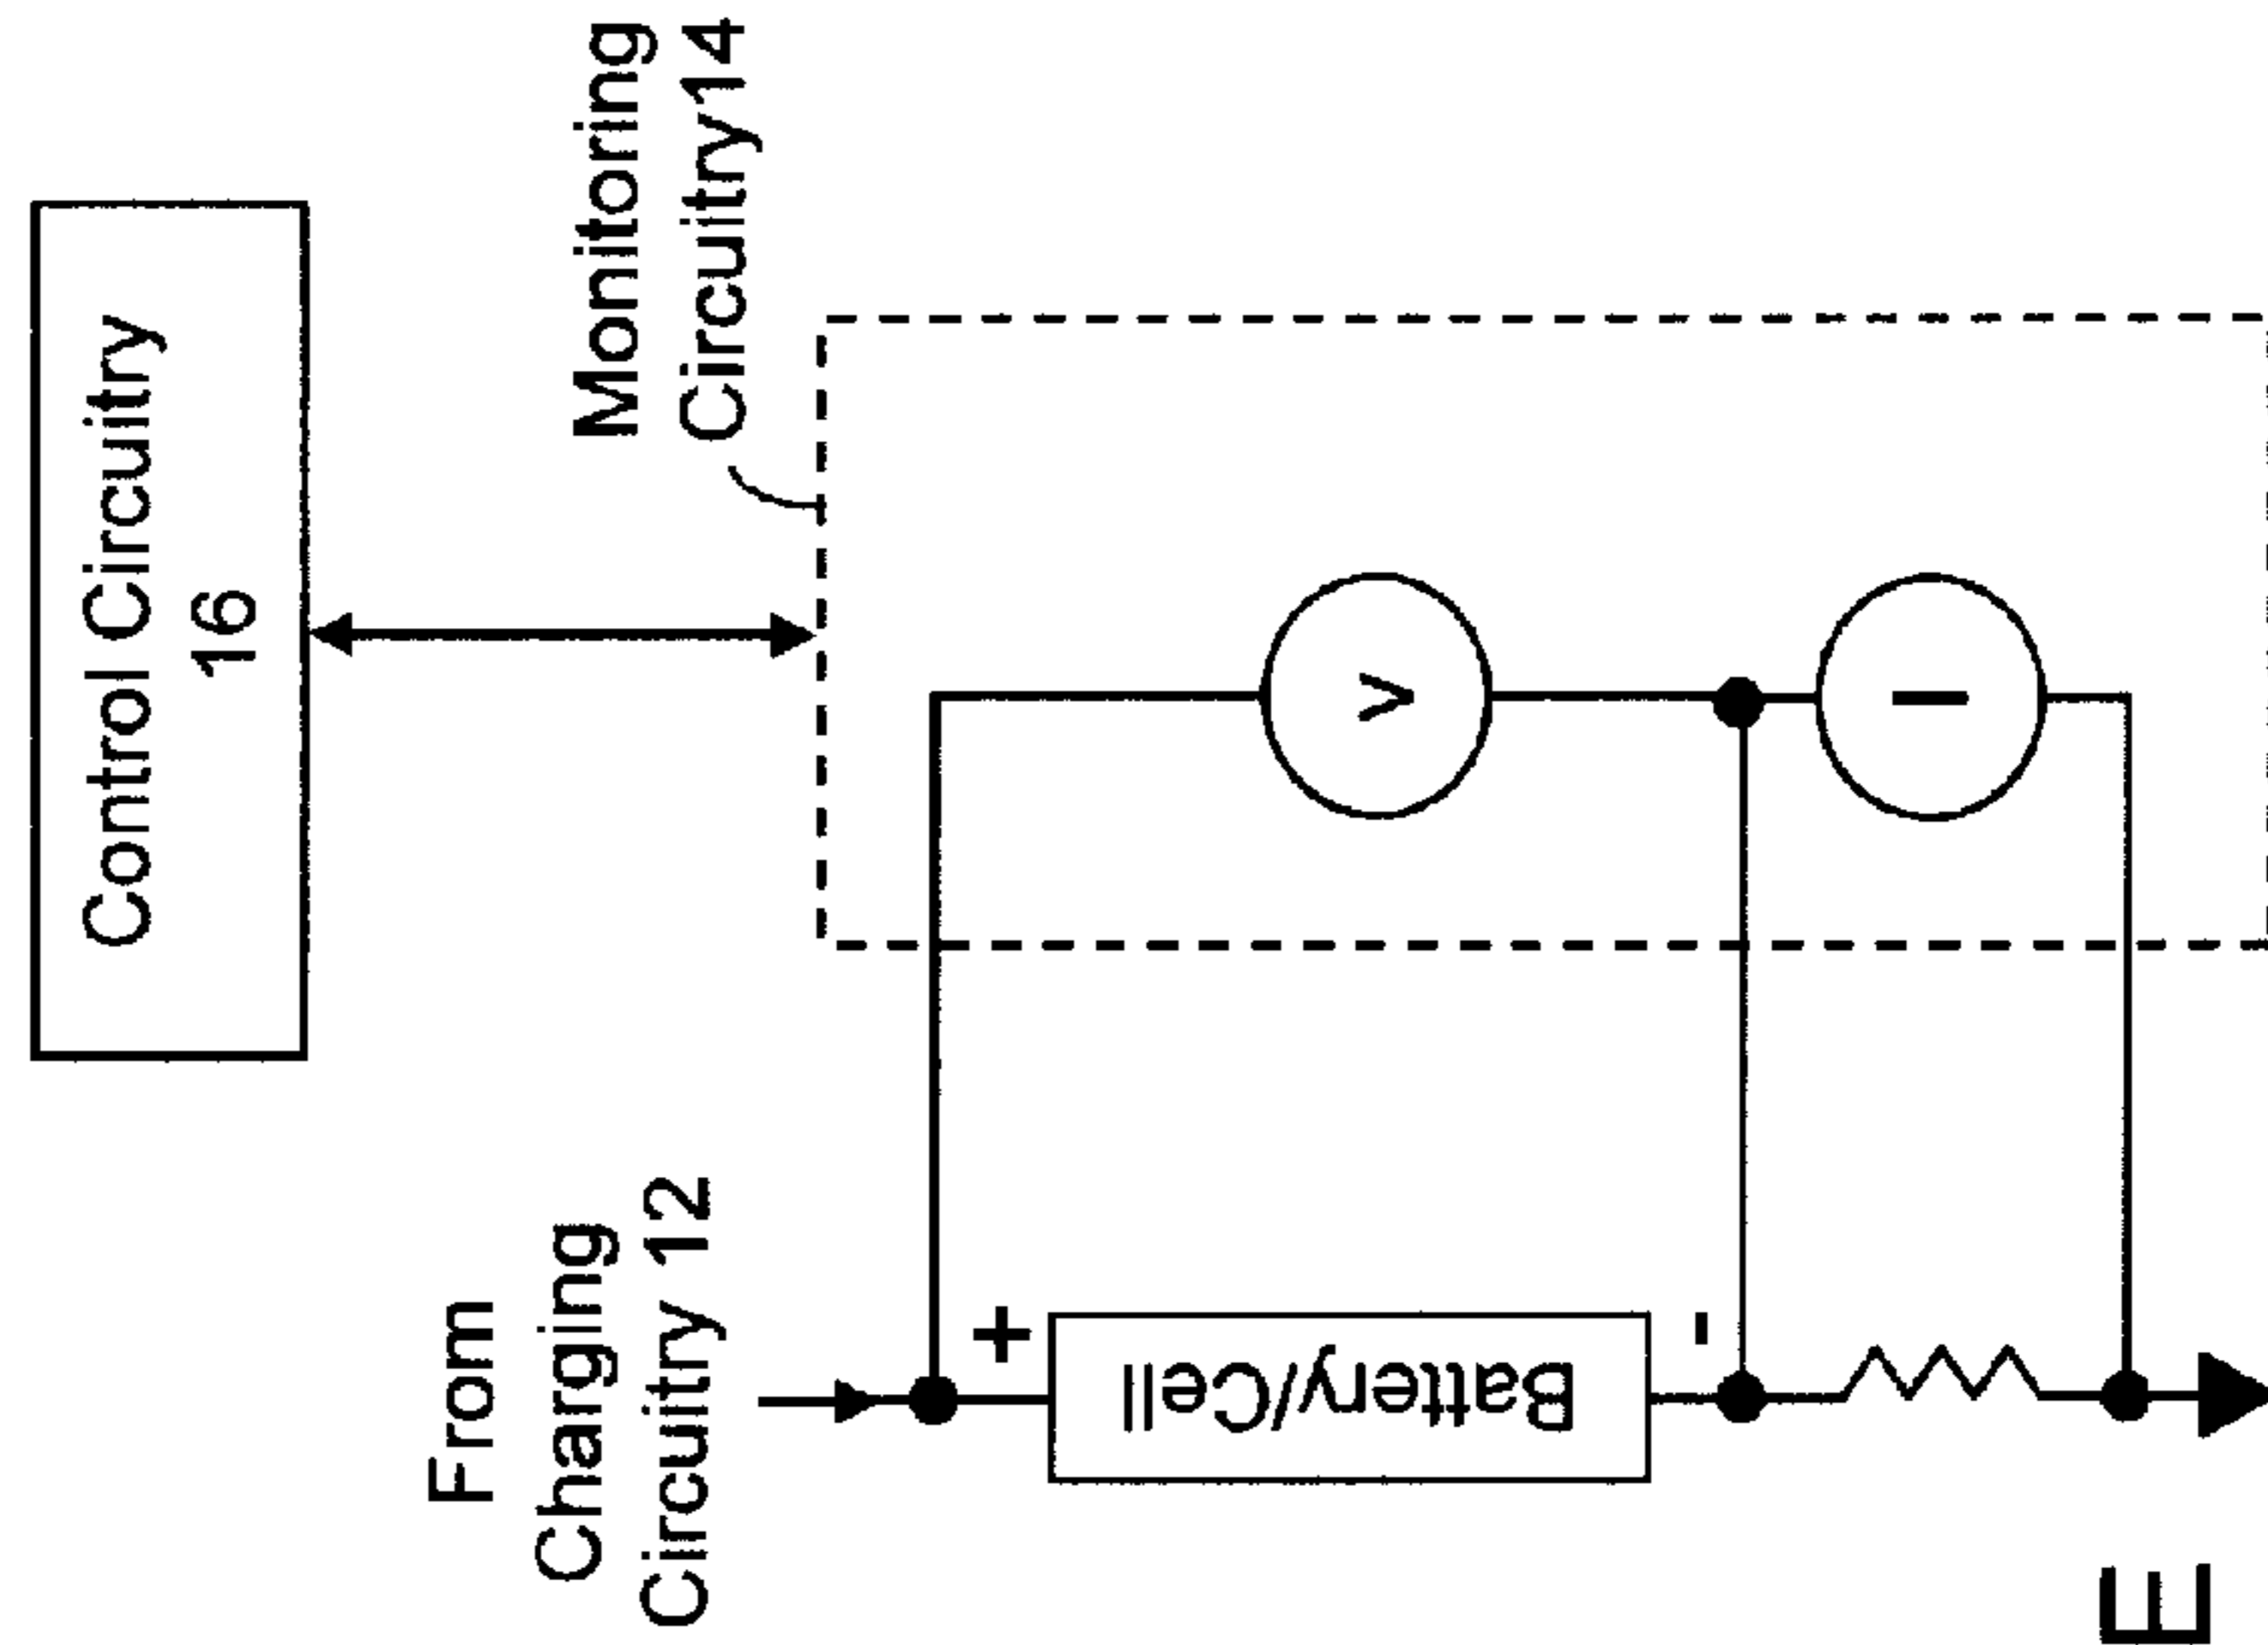 Control Circuitry
16
From
Charging
Circuitry 12
Monitoring
Circuitry14
+
Battery/Cell
-
V
I
E